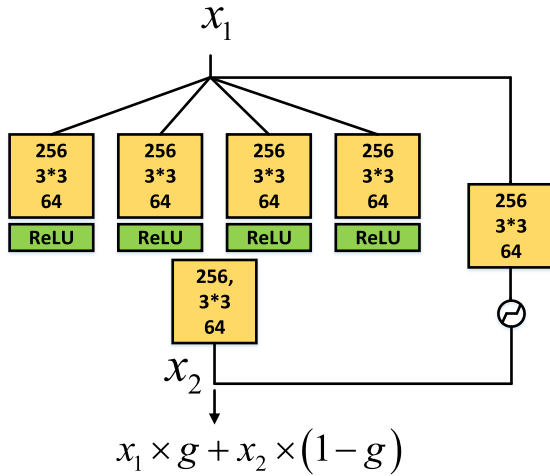 x₁
256 256 256 256
3*3 3*3 3*3 3*3
64 64 64 64
ReLU ReLU ReLU ReLU
256
3*3
64
256,
3*3
64
x₂
x₁ × g + x₂ × (1 − g)